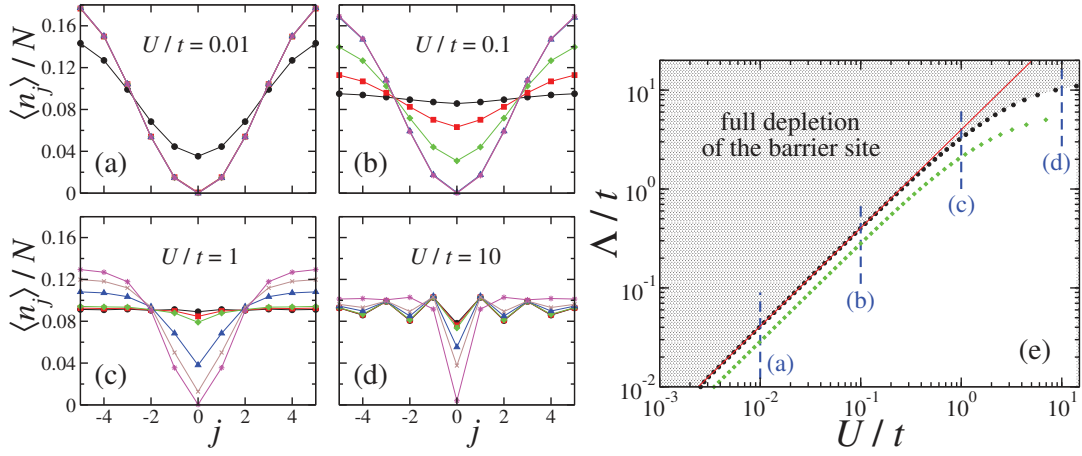 ⟨n_j⟩ / N
0.16
0.12
0.08
0.04
0
U / t = 0.01
(a)
U / t = 0.1
(b)
⟨n_j⟩ / N
0.16
0.12
0.08
0.04
0
U / t = 1
(c)
-4 -2 0 2 4
j
U / t = 10
(d)
-4 -2 0 2 4
j
Λ / t
10^1
10^0
10^-1
10^-2
full depletion
of the barrier site
(a)
(b)
(c)
(d)
(e)
10^-3 10^-2 10^-1 10^0 10^1
U / t